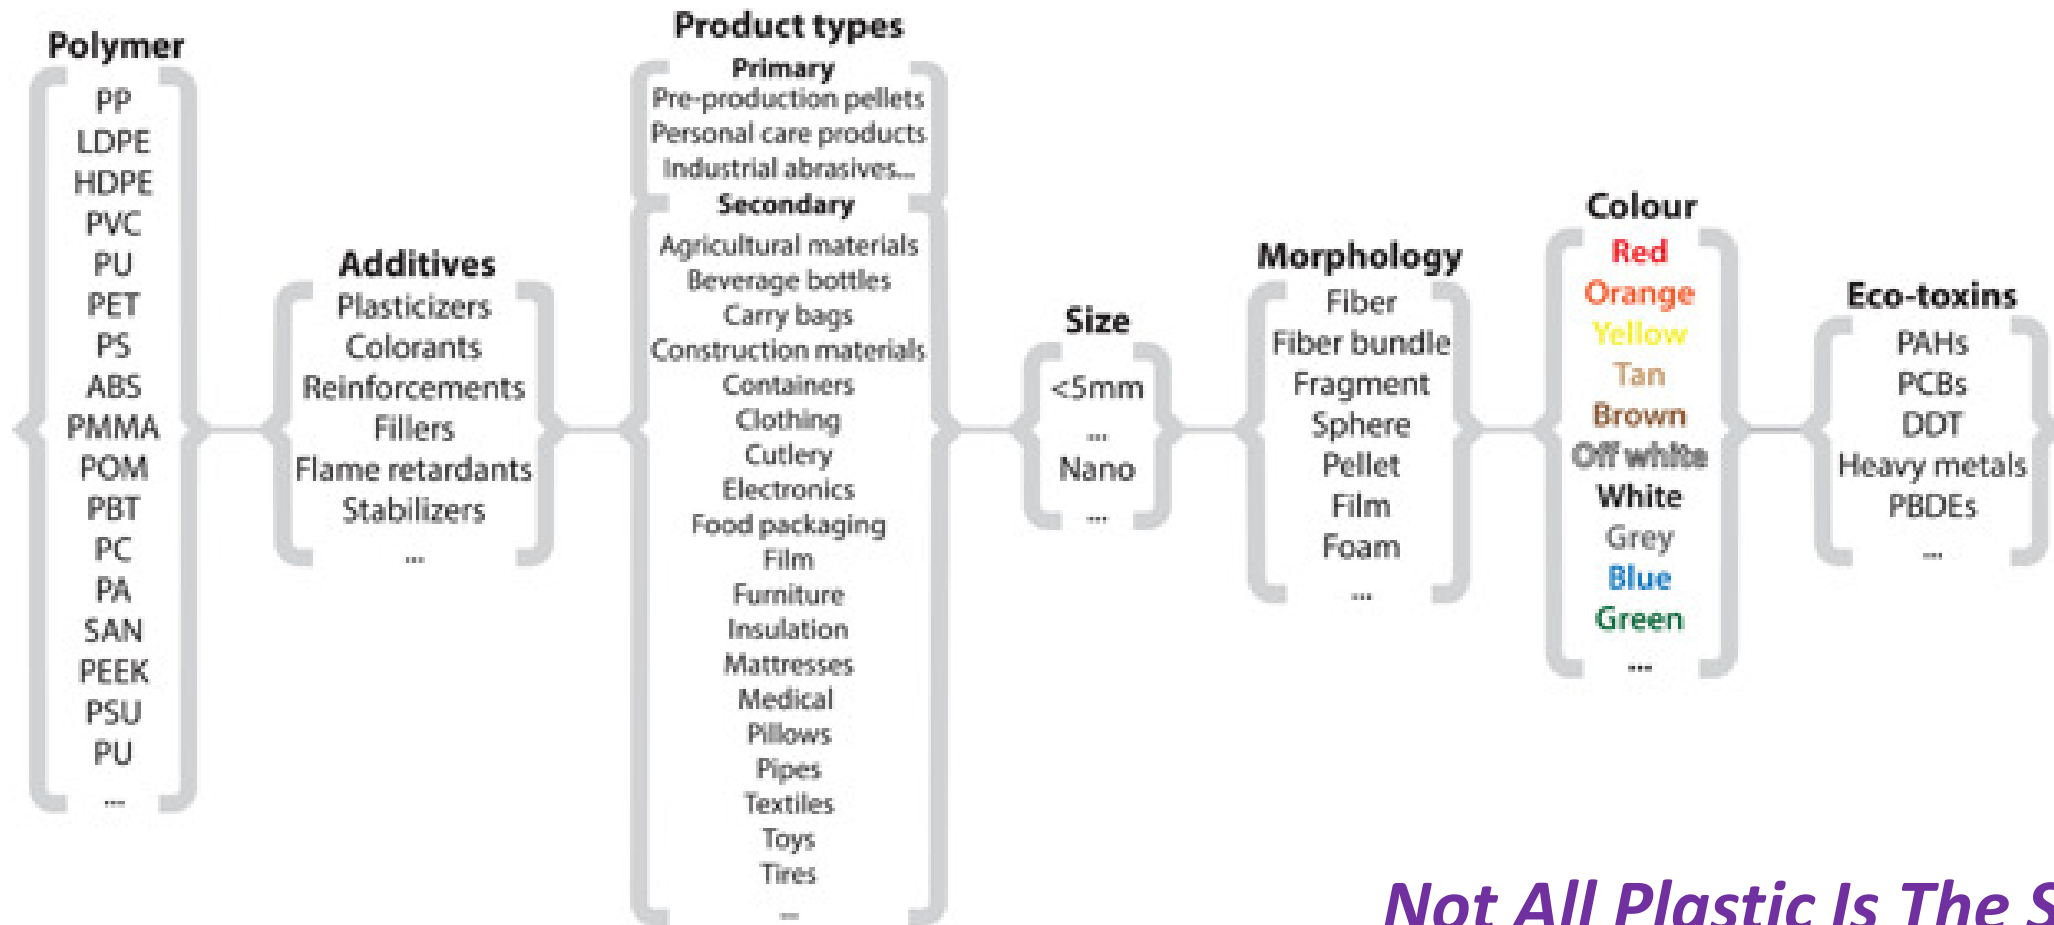 Polymer
PP
LDPE
HDPE
PVC
PU
PET
PS
ABS
PMMA
POM
PBT
PC
PA
SAN
PEEK
PSU
PU
...
Additives
Plasticizers
Colorants
Reinforcements
Fillers
Flame retardants
Stabilizers
...
Product types
Primary
Pre-production pellets
Personal care products
Industrial abrasives...
Secondary
Agricultural materials
Beverage bottles
Carry bags
Construction materials
Containers
Clothing
Cutlery
Electronics
Food packaging
Film
Furniture
Insulation
Mattresses
Medical
Pillows
Pipes
Textiles
Toys
Tires
...
Size
<5mm
...
Nano
...
Morphology
Fiber
Fiber bundle
Fragment
Sphere
Pellet
Film
Foam
...
Colour
Red
Orange
Yellow
Tan
Brown
Off white
White
Grey
Blue
Green
...
Eco-toxins
PAHs
PCBs
DDT
Heavy metals
PBDEs
...
Not All Plastic Is The S